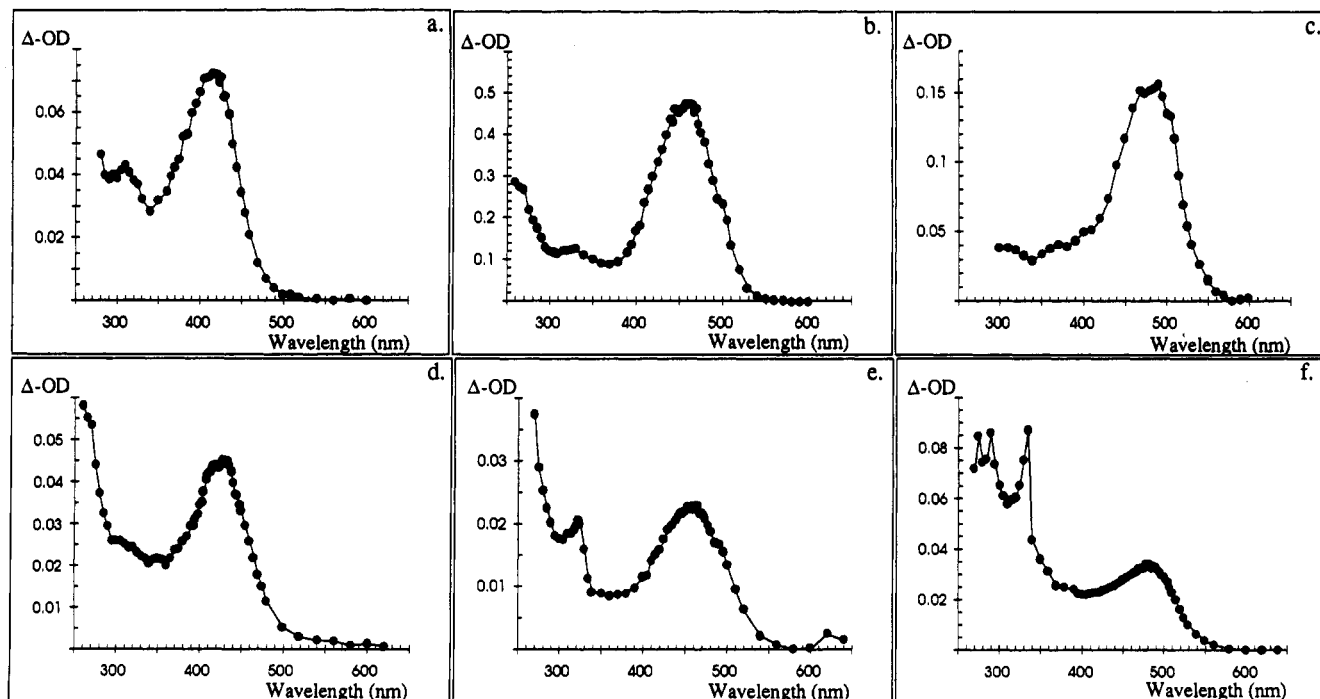 a.
Δ-OD
0.06
0.04
0.02
300 400 500 600
Wavelength (nm)
b.
Δ-OD
0.5
0.4
0.3
0.2
0.1
300 400 500 600
Wavelength (nm)
c.
Δ-OD
0.15
0.1
0.05
300 400 500 600
Wavelength (nm)
d.
Δ-OD
0.05
0.04
0.03
0.02
0.01
300 400 500 600
Wavelength (nm)
e.
Δ-OD
0.03
0.02
0.01
300 400 500 600
Wavelength (nm)
f.
Δ-OD
0.08
0.06
0.04
0.02
300 400 500 600
Wavelength (nm)